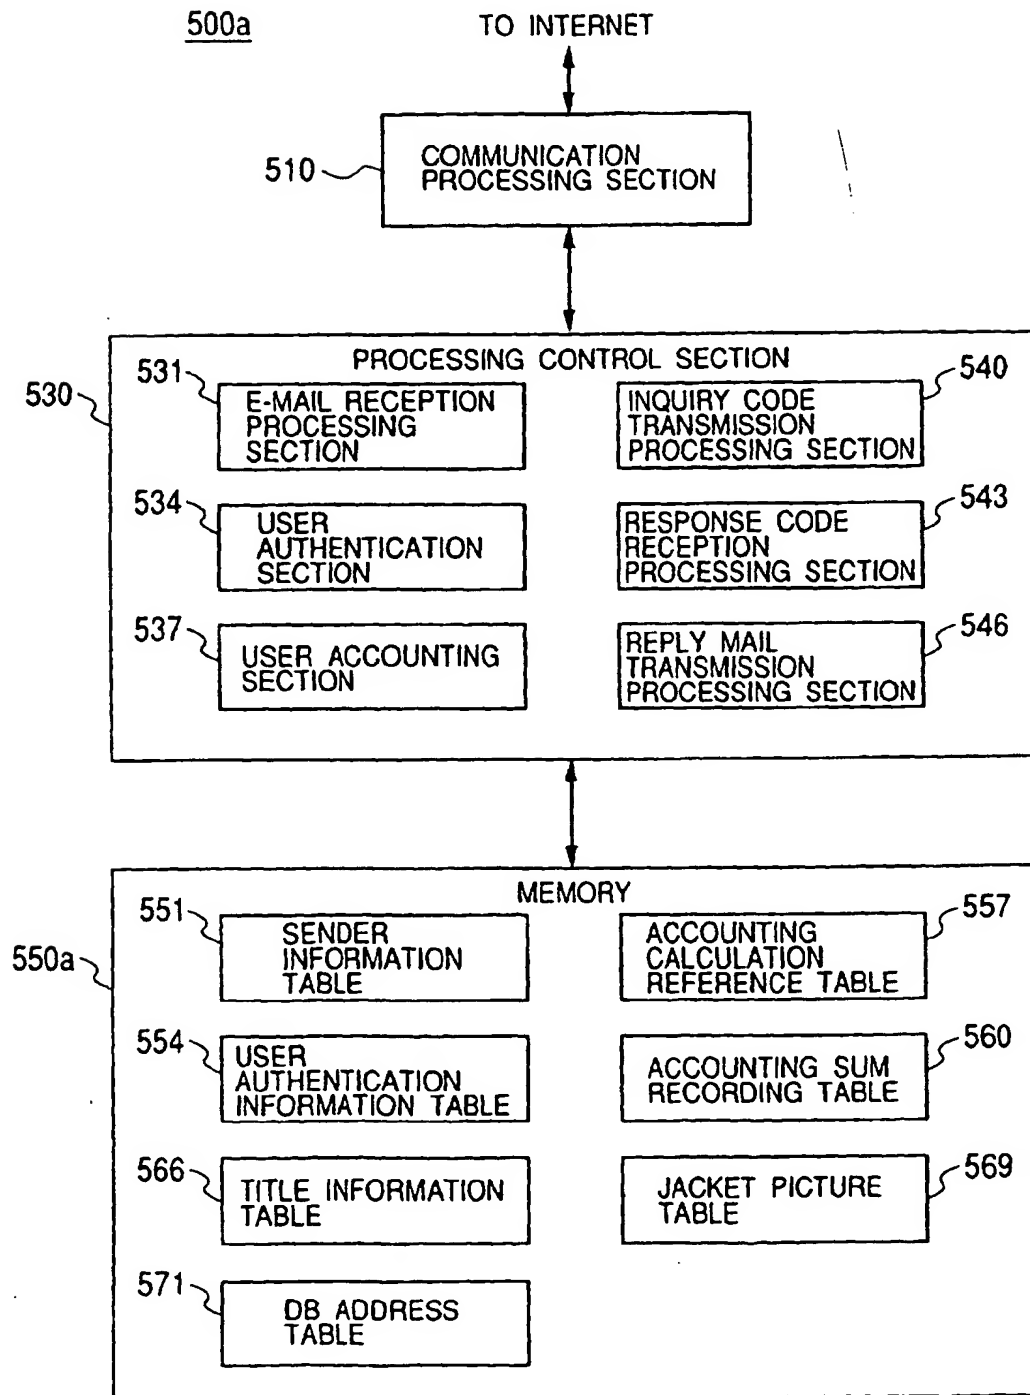 500a
TO INTERNET
510
COMMUNICATION
PROCESSING SECTION
530
PROCESSING CONTROL SECTION
531
E-MAIL RECEPTION
PROCESSING
SECTION
540
INQUIRY CODE
TRANSMISSION
PROCESSING SECTION
534
USER
AUTHENTICATION
SECTION
543
RESPONSE CODE
RECEPTION
PROCESSING SECTION
537
USER ACCOUNTING
SECTION
546
REPLY MAIL
TRANSMISSION
PROCESSING SECTION
550a
MEMORY
551
SENDER
INFORMATION
TABLE
557
ACCOUNTING
CALCULATION
REFERENCE TABLE
554
USER
AUTHENTICATION
INFORMATION TABLE
560
ACCOUNTING SUM
RECORDING TABLE
566
TITLE INFORMATION
TABLE
569
JACKET PICTURE
TABLE
571
DB ADDRESS
TABLE